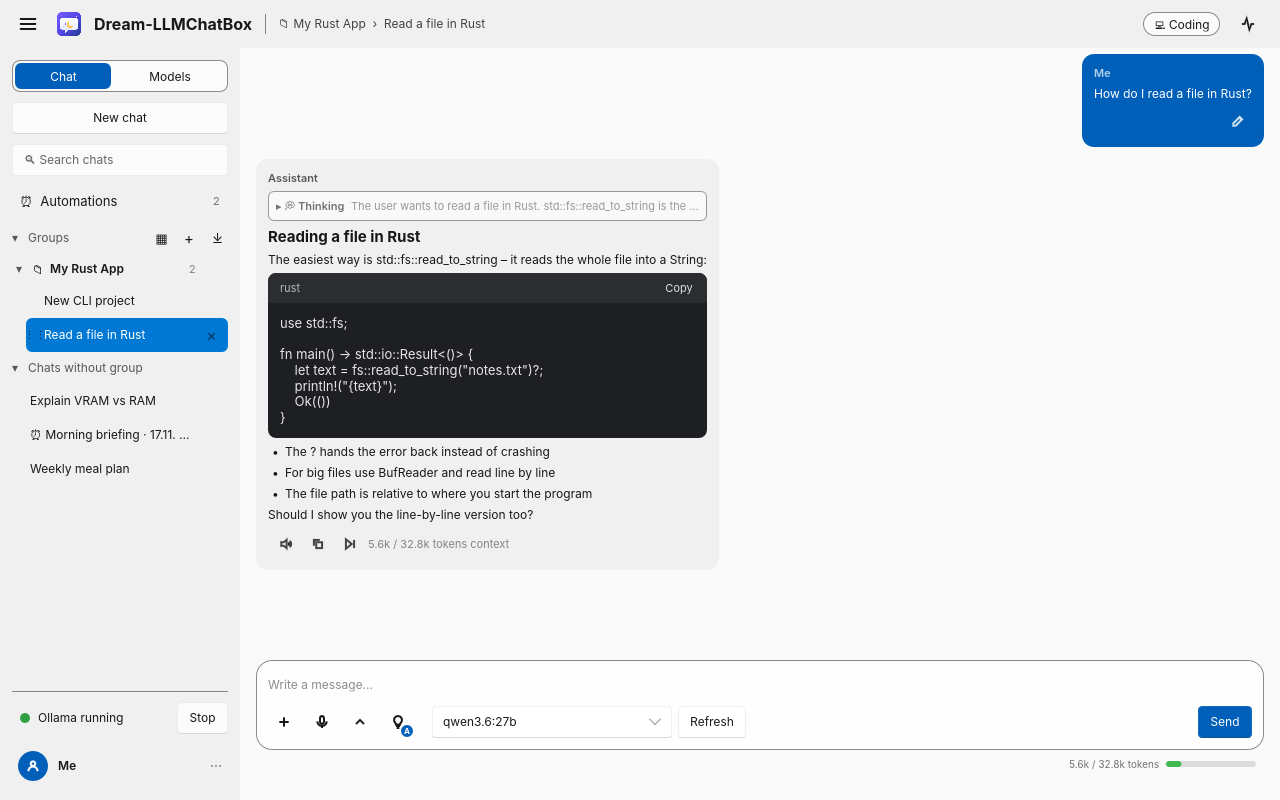 Dream-LLMChatBox
My Rust App › Read a file in Rust
Coding
Chat
Models
New chat
Search chats
Automations 2
Groups
My Rust App 2
New CLI project
Read a file in Rust
Chats without group
Explain VRAM vs RAM
Morning briefing · 17.11. ...
Weekly meal plan
Ollama running
Stop
Me
Me
How do I read a file in Rust?
Assistant
Thinking The user wants to read a file in Rust. std::fs::read_to_string is the ...
Reading a file in Rust
The easiest way is std::fs::read_to_string – it reads the whole file into a String:
rust
Copy
use std::fs;
fn main() -> std::io::Result<()> {
let text = fs::read_to_string("notes.txt")?;
println!("{text}");
Ok(())
}
• The ? hands the error back instead of crashing
• For big files use BufReader and read line by line
• The file path is relative to where you start the program
Should I show you the line-by-line version too?
5.6k / 32.8k tokens context
Write a message...
A
qwen3.6:27b
Refresh
Send
5.6k / 32.8k tokens